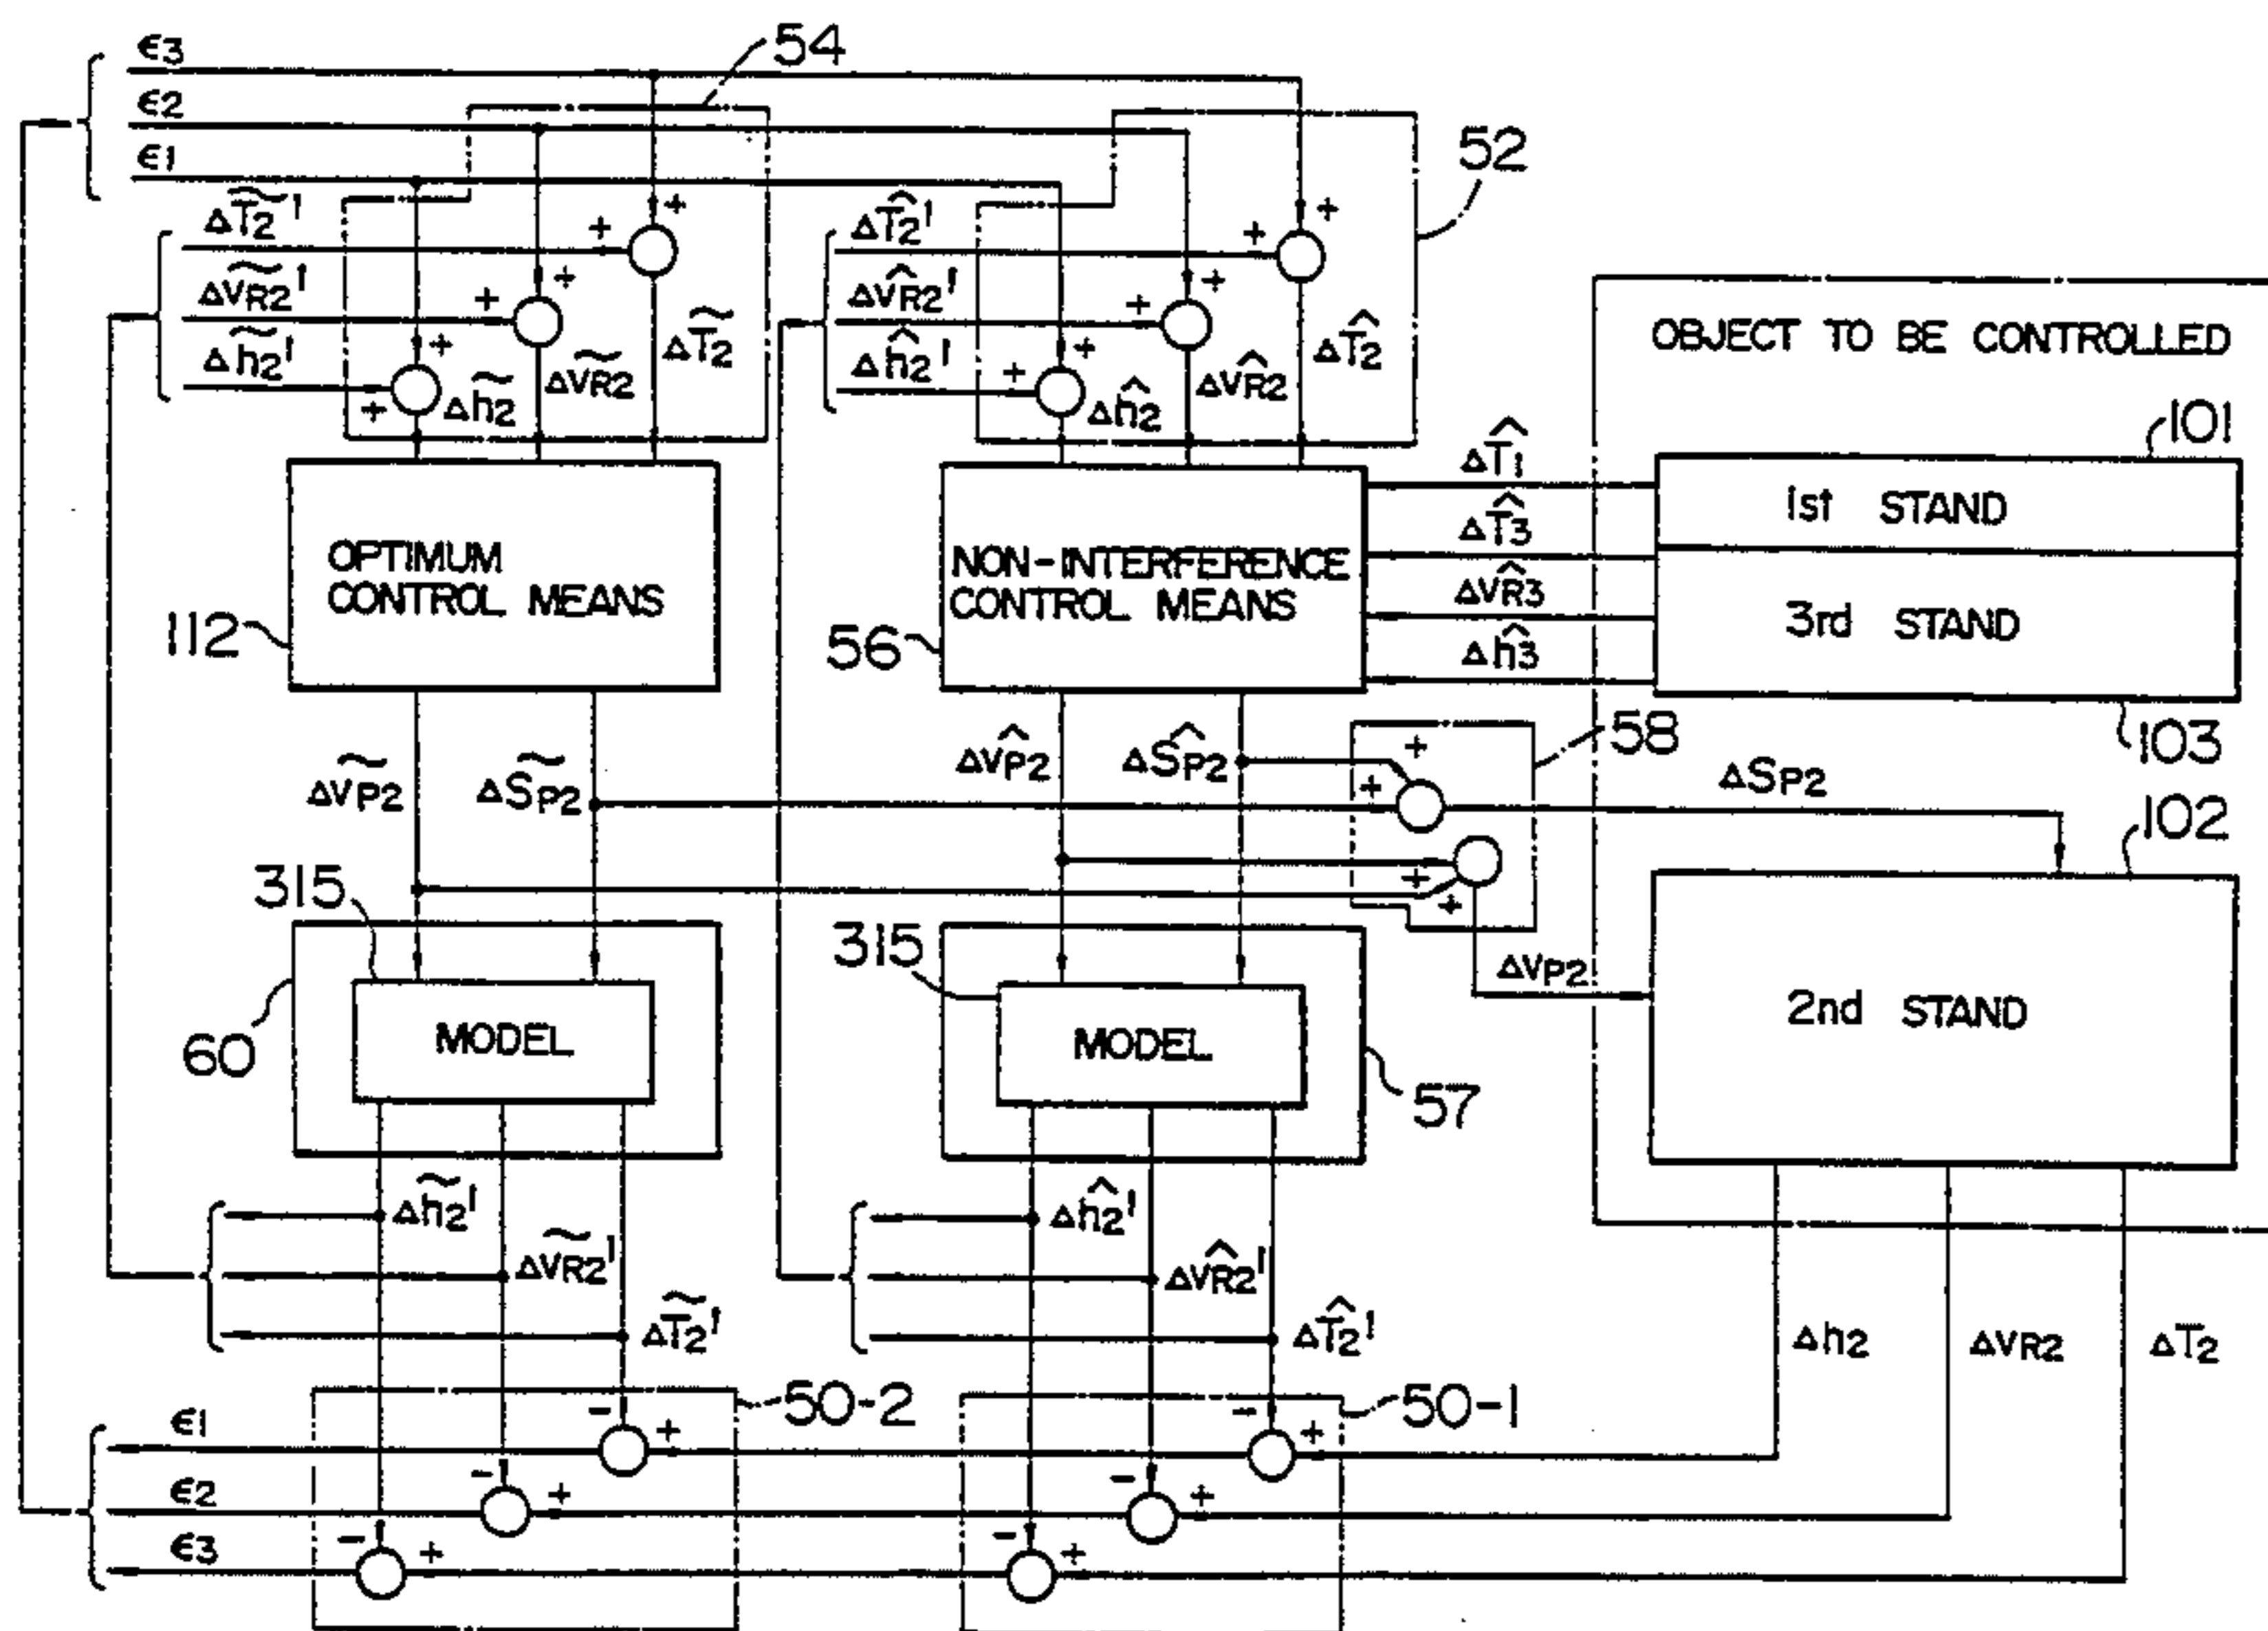 ϵ3
ϵ2
ϵ1
54
52
ΔT̃2'
ΔṽR2'
Δh̃2'
+ +
+ +
+ +
Δh̃2
ΔṽR2
ΔT̃2
ΔT̂2'
Δv̂R2'
Δĥ2'
+ +
+ +
+ +
Δĥ2
Δv̂R2
ΔT̂2
OBJECT TO BE CONTROLLED
OPTIMUM
CONTROL MEANS
112
NON-INTERFERENCE
CONTROL MEANS
56
ΔT̂1
ΔT̂3
Δv̂R3
Δĥ3
101
1st STAND
3rd STAND
103
ΔṽP2
ΔS̃P2
Δv̂P2
ΔŜP2
58
+
+
+
+
ΔSP2
ΔvP2
102
2nd STAND
315
MODEL
60
315
MODEL
57
Δh̃2'
ΔṽR2'
ΔT̃2'
Δĥ2'
Δv̂R2'
ΔT̂2'
Δh2
ΔvR2
ΔT2
50-2
50-1
ϵ1 - + - +
ϵ2 - + - +
ϵ3 - + - +